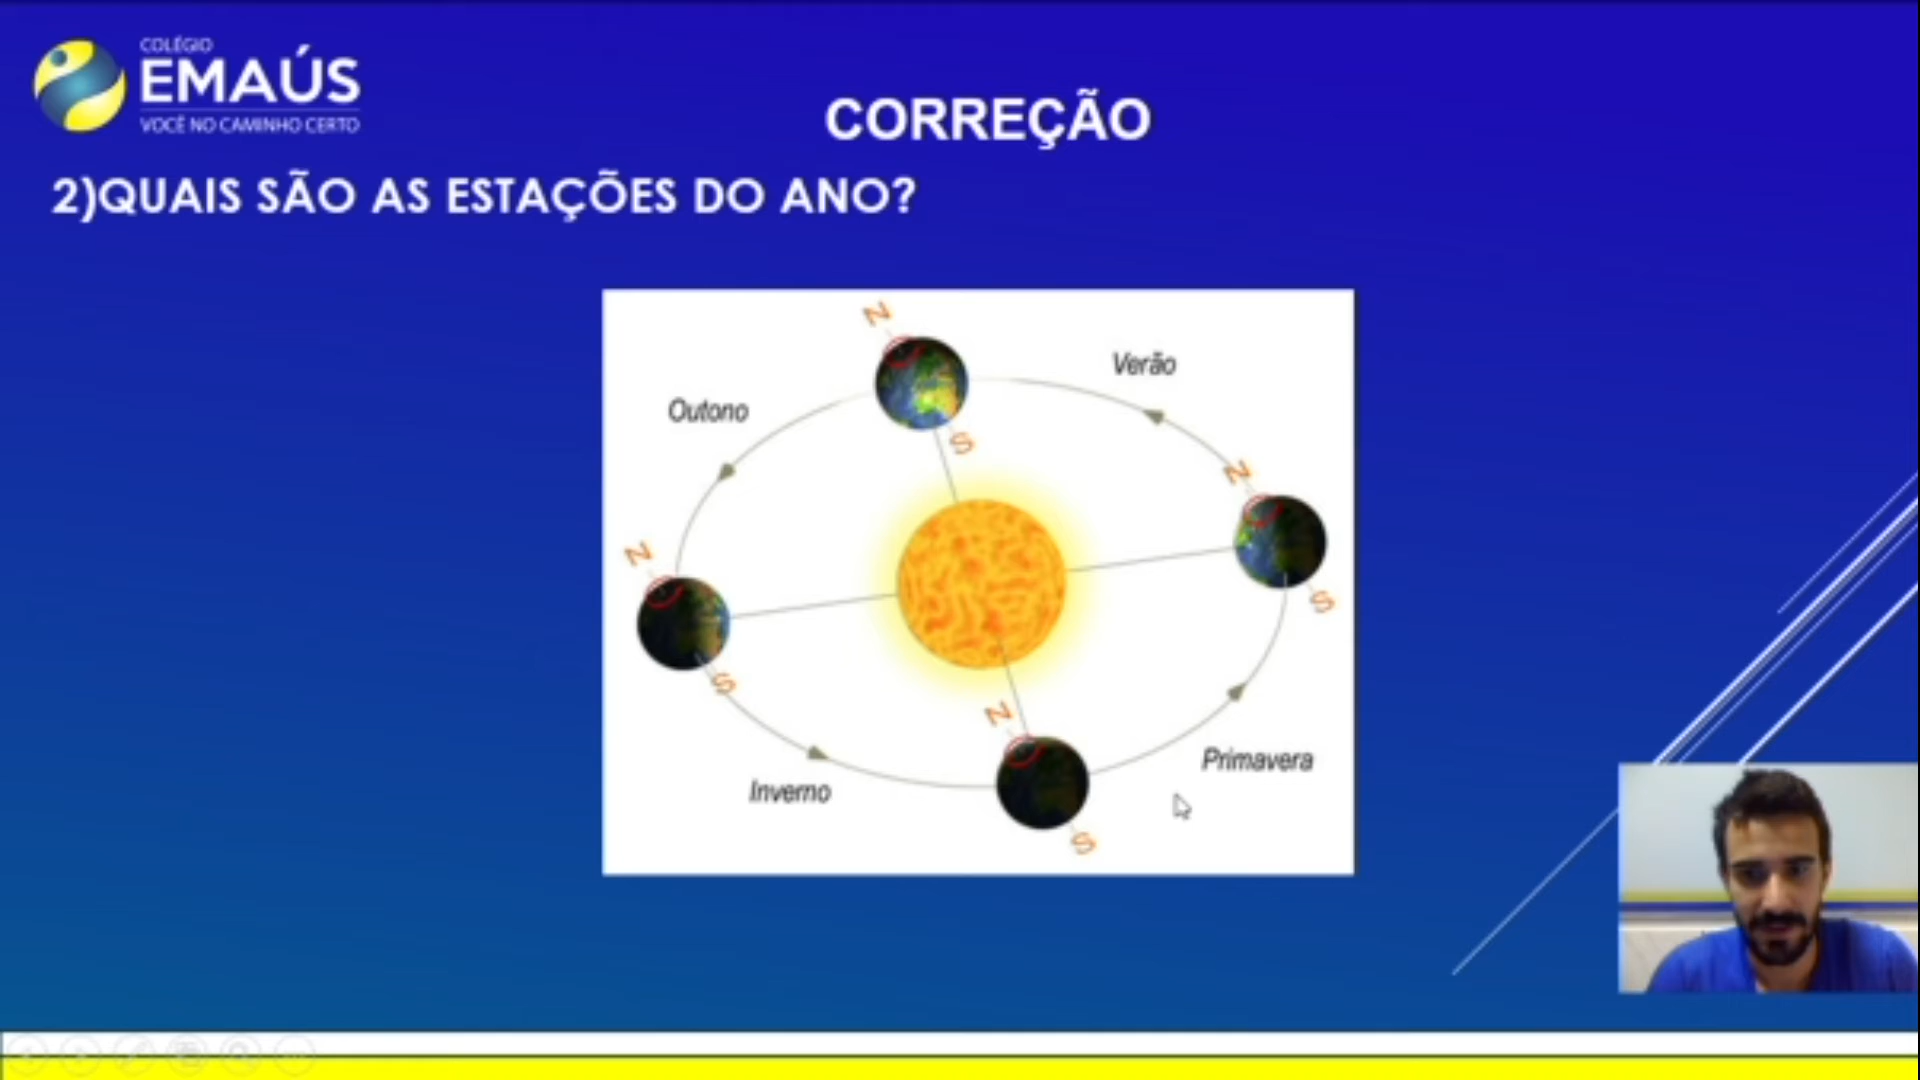 COLÉGIO
EMAÚS
VOCÊ NO CAMINHO CERTO
CORREÇÃO
2)QUAIS SÃO AS ESTAÇÕES DO ANO?
N
Verão
Outono
S
N
N
S
S
N
Primavera
Inverno
S